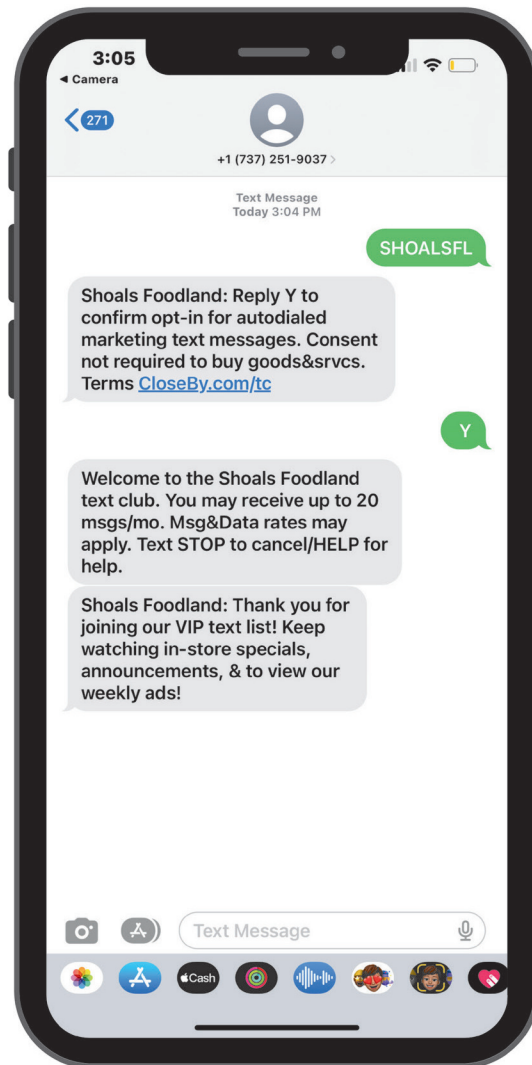 3:05
◀ Camera
271
+1 (737) 251-9037 >
Text Message
Today 3:04 PM
SHOALSFL
Shoals Foodland: Reply Y to
confirm opt-in for autodialed
marketing text messages. Consent
not required to buy goods&srvcs.
Terms CloseBy.com/tc
Y
Welcome to the Shoals Foodland
text club. You may receive up to 20
msgs/mo. Msg&Data rates may
apply. Text STOP to cancel/HELP for
help.
Shoals Foodland: Thank you for
joining our VIP text list! Keep
watching in-store specials,
announcements, & to view our
weekly ads!
Text Message
Cash